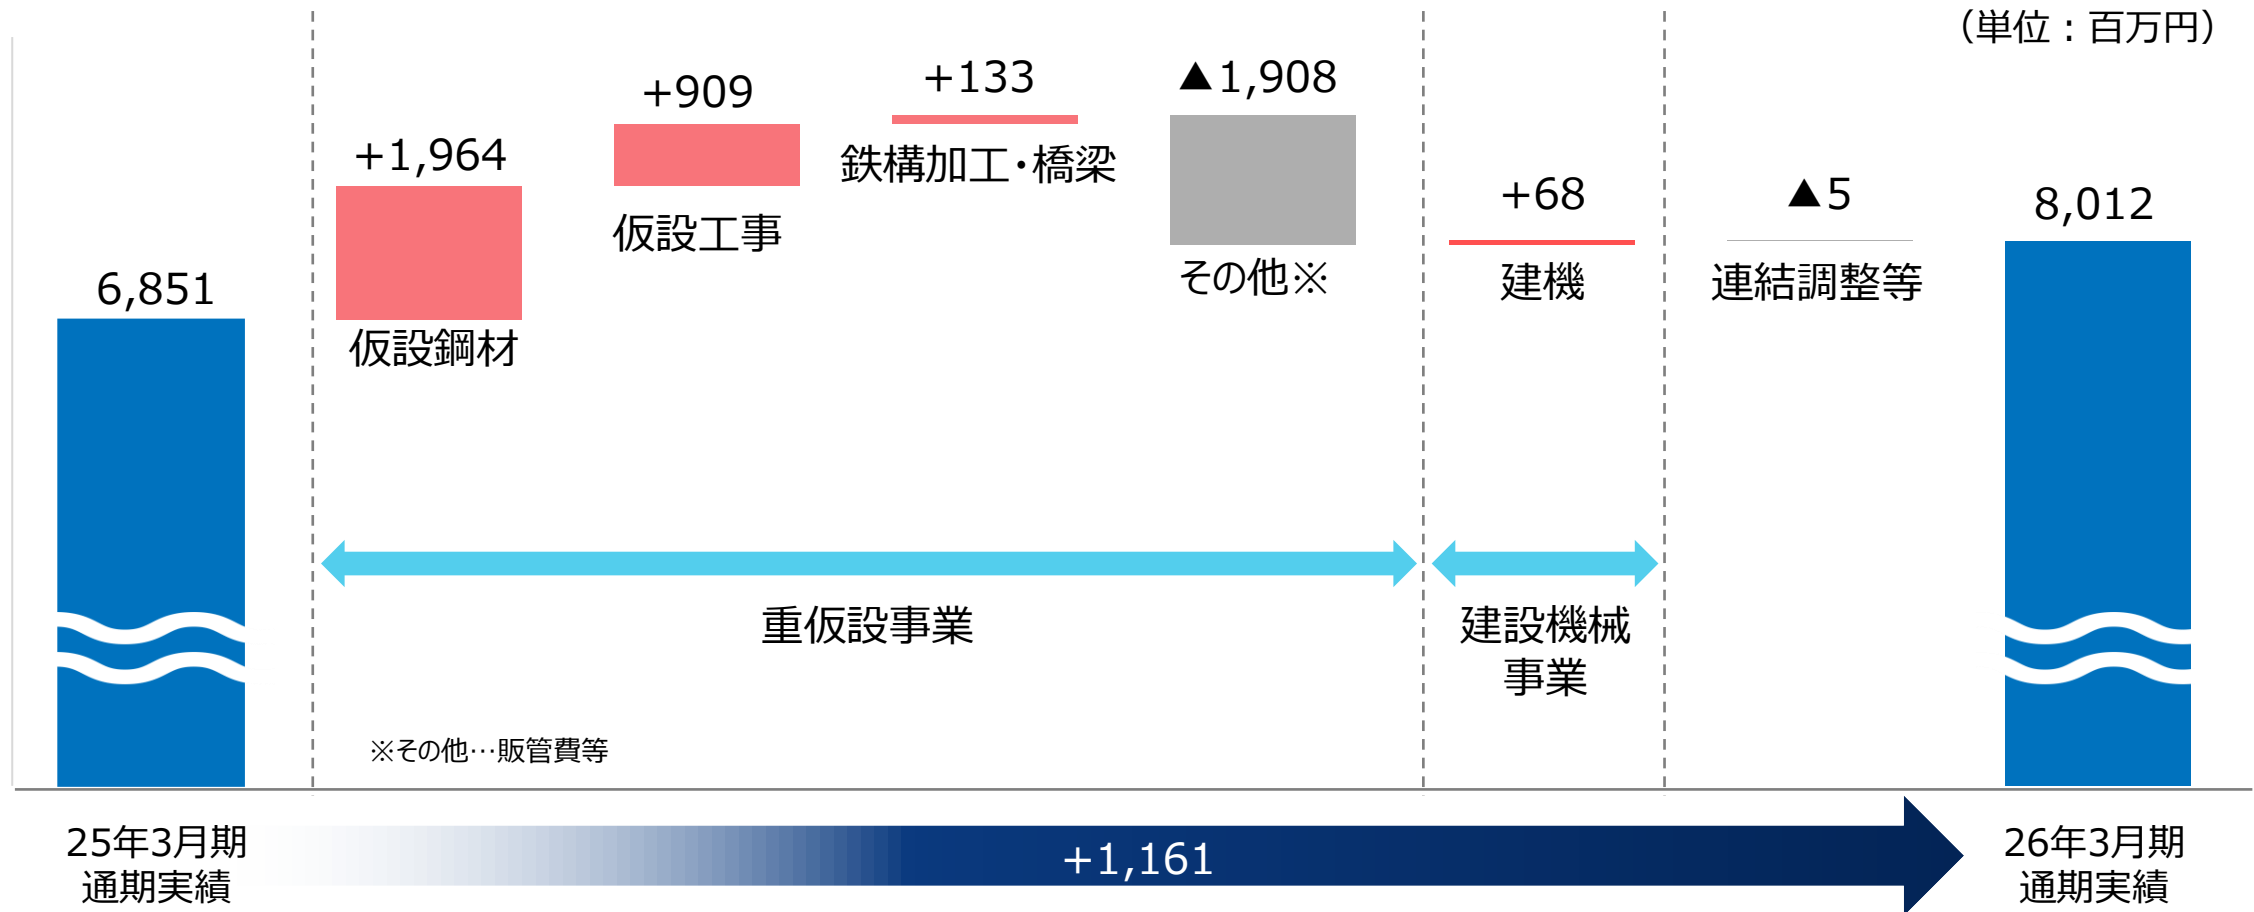 （単位：百万円）
6,851
+1,964
仮設鋼材
+909
仮設工事
+133
鉄構加工・橋梁
▲1,908
その他※
+68
建機
▲5
連結調整等
8,012
重仮設事業
建設機械
事業
※その他…販管費等
25年3月期
通期実績
+1,161
26年3月期
通期実績